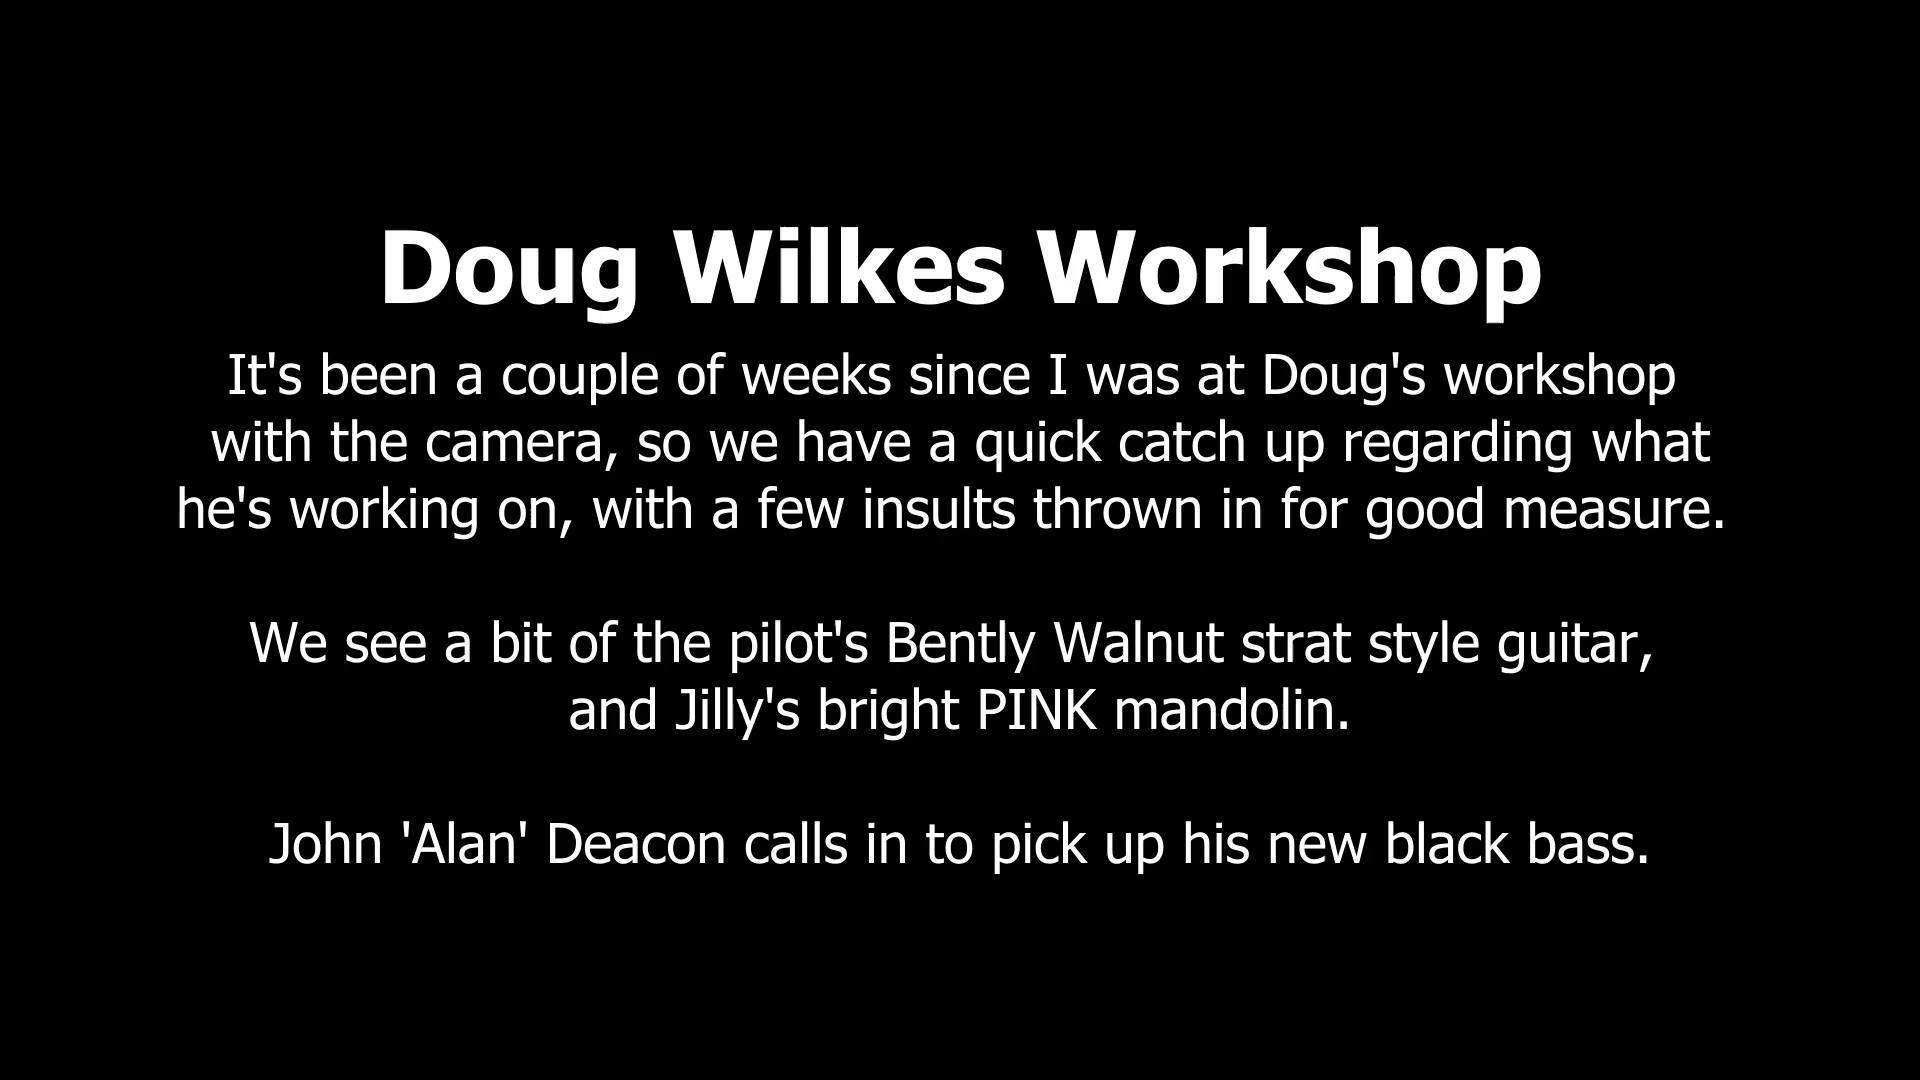 Doug Wilkes Workshop
It's been a couple of weeks since I was at Doug's workshop
with the camera, so we have a quick catch up regarding what
he's working on, with a few insults thrown in for good measure.
We see a bit of the pilot's Bently Walnut strat style guitar,
and Jilly's bright PINK mandolin.
John 'Alan' Deacon calls in to pick up his new black bass.